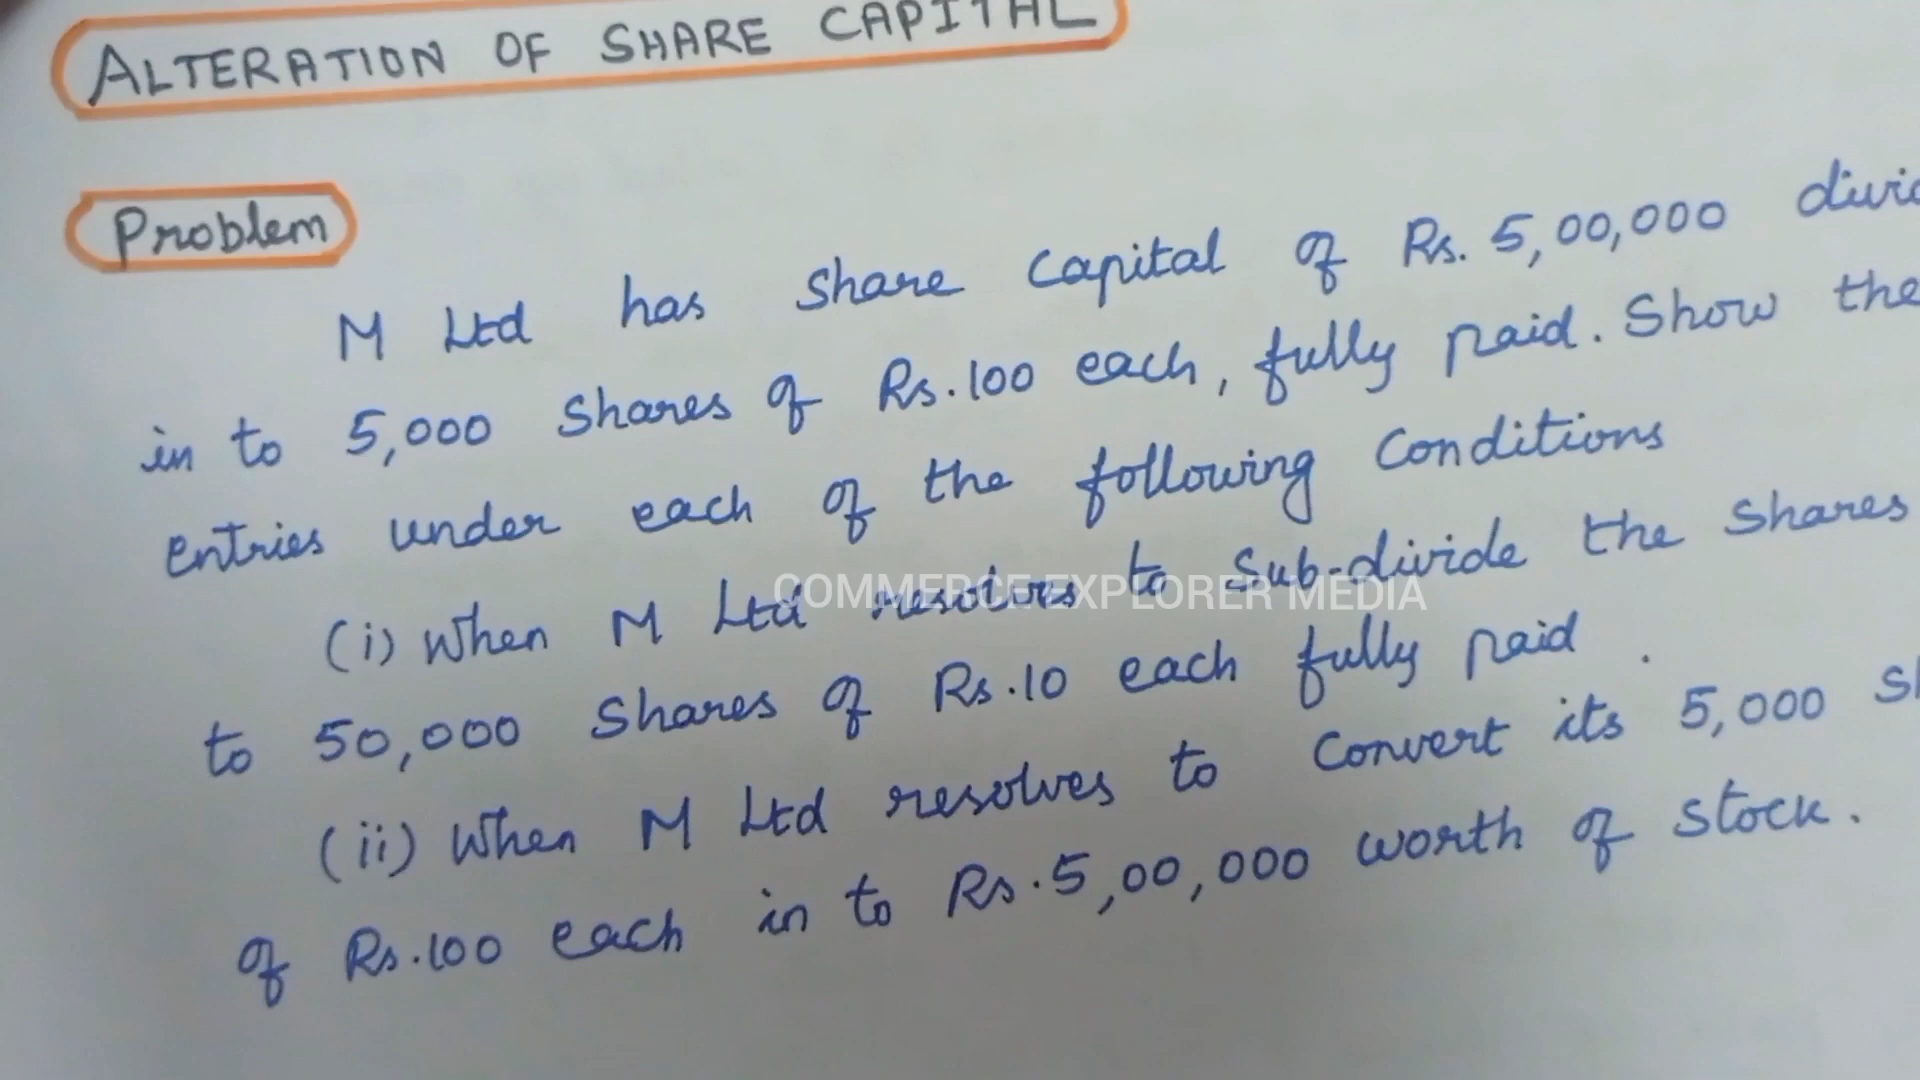 ALTERATION OF SHARE CAPITAL
Problem
M Ltd has Share Capital of Rs. 5,00,000
in to 5,000 Shares of Rs.100 each, fully paid. Show the
entries under each of the following Conditions
(i) When M Ltd resolves to Sub-divide the Shares
COMMERCE EXPLORER MEDIA
to 50,000 Shares of Rs.10 each fully paid.
(ii) When M Ltd resolves to Convert its 5,000
of Rs.100 each in to Rs.5,00,000 worth of stock.